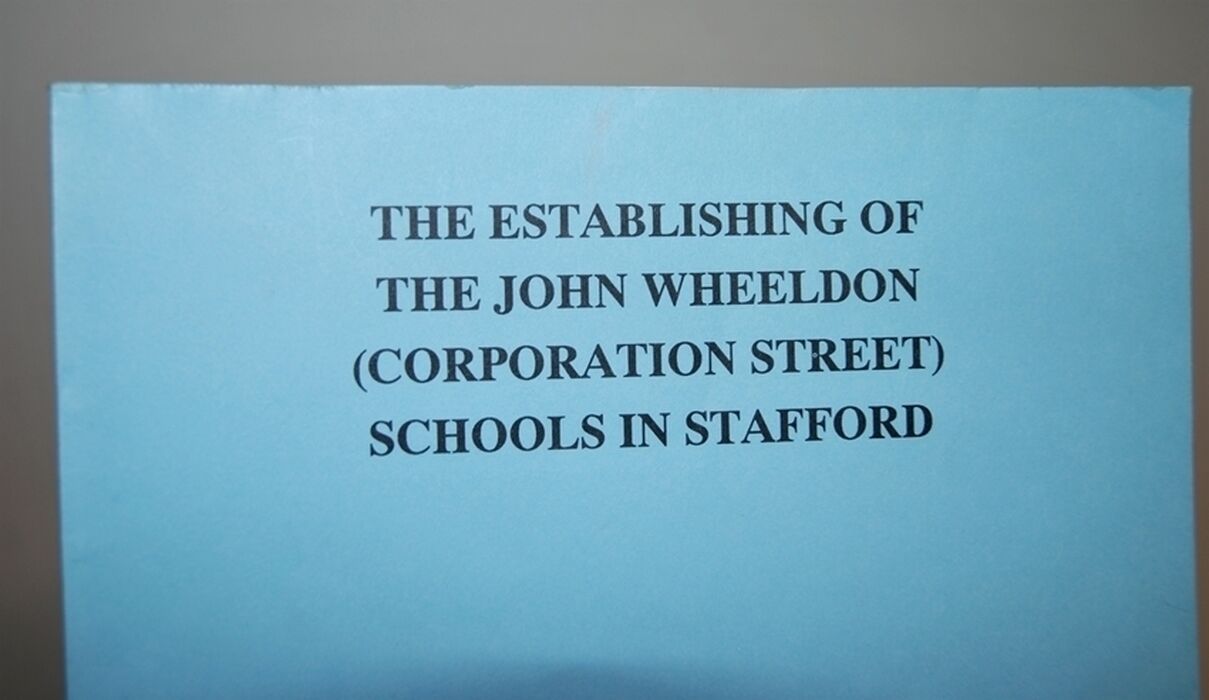 THE ESTABLISHING OF
THE JOHN WHEELDON
(CORPORATION STREET)
SCHOOLS IN STAFFORD